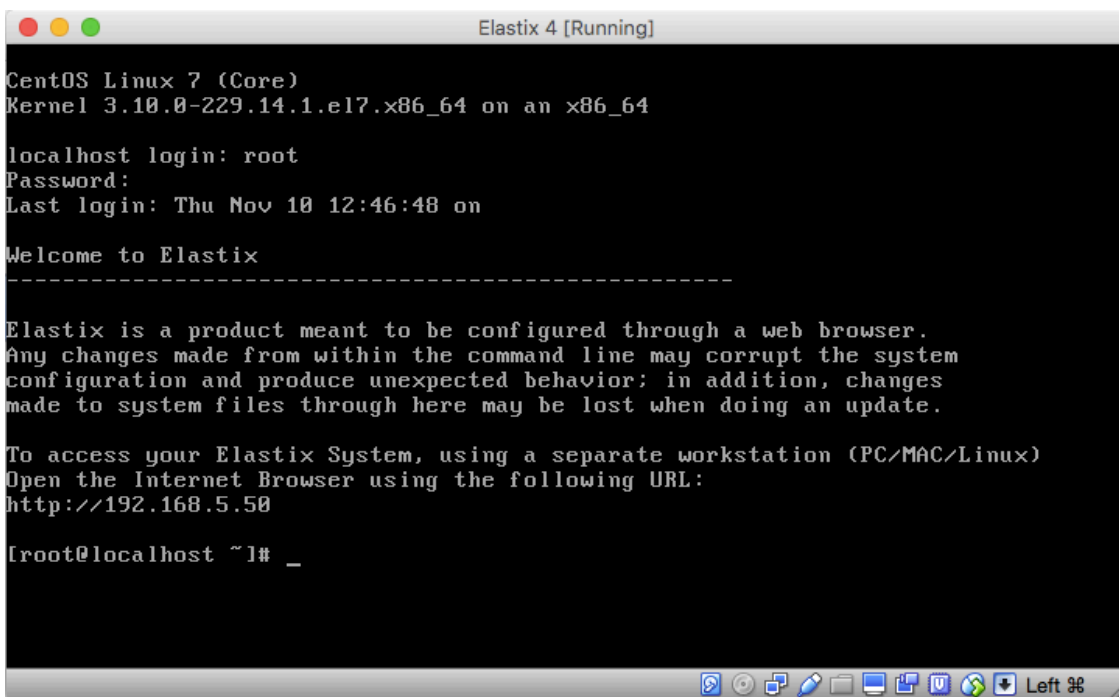 Elastix 4 [Running]
CentOS Linux 7 (Core)
Kernel 3.10.0-229.14.1.el7.x86_64 on an x86_64
localhost login: root
Password:
Last login: Thu Nov 10 12:46:48 on
Welcome to Elastix
----------------------------------------------------
Elastix is a product meant to be configured through a web browser.
Any changes made from within the command line may corrupt the system
configuration and produce unexpected behavior; in addition, changes
made to system files through here may be lost when doing an update.
To access your Elastix System, using a separate workstation (PC/MAC/Linux)
Open the Internet Browser using the following URL:
http://192.168.5.50
[root@localhost ~]# _
Left ⌘